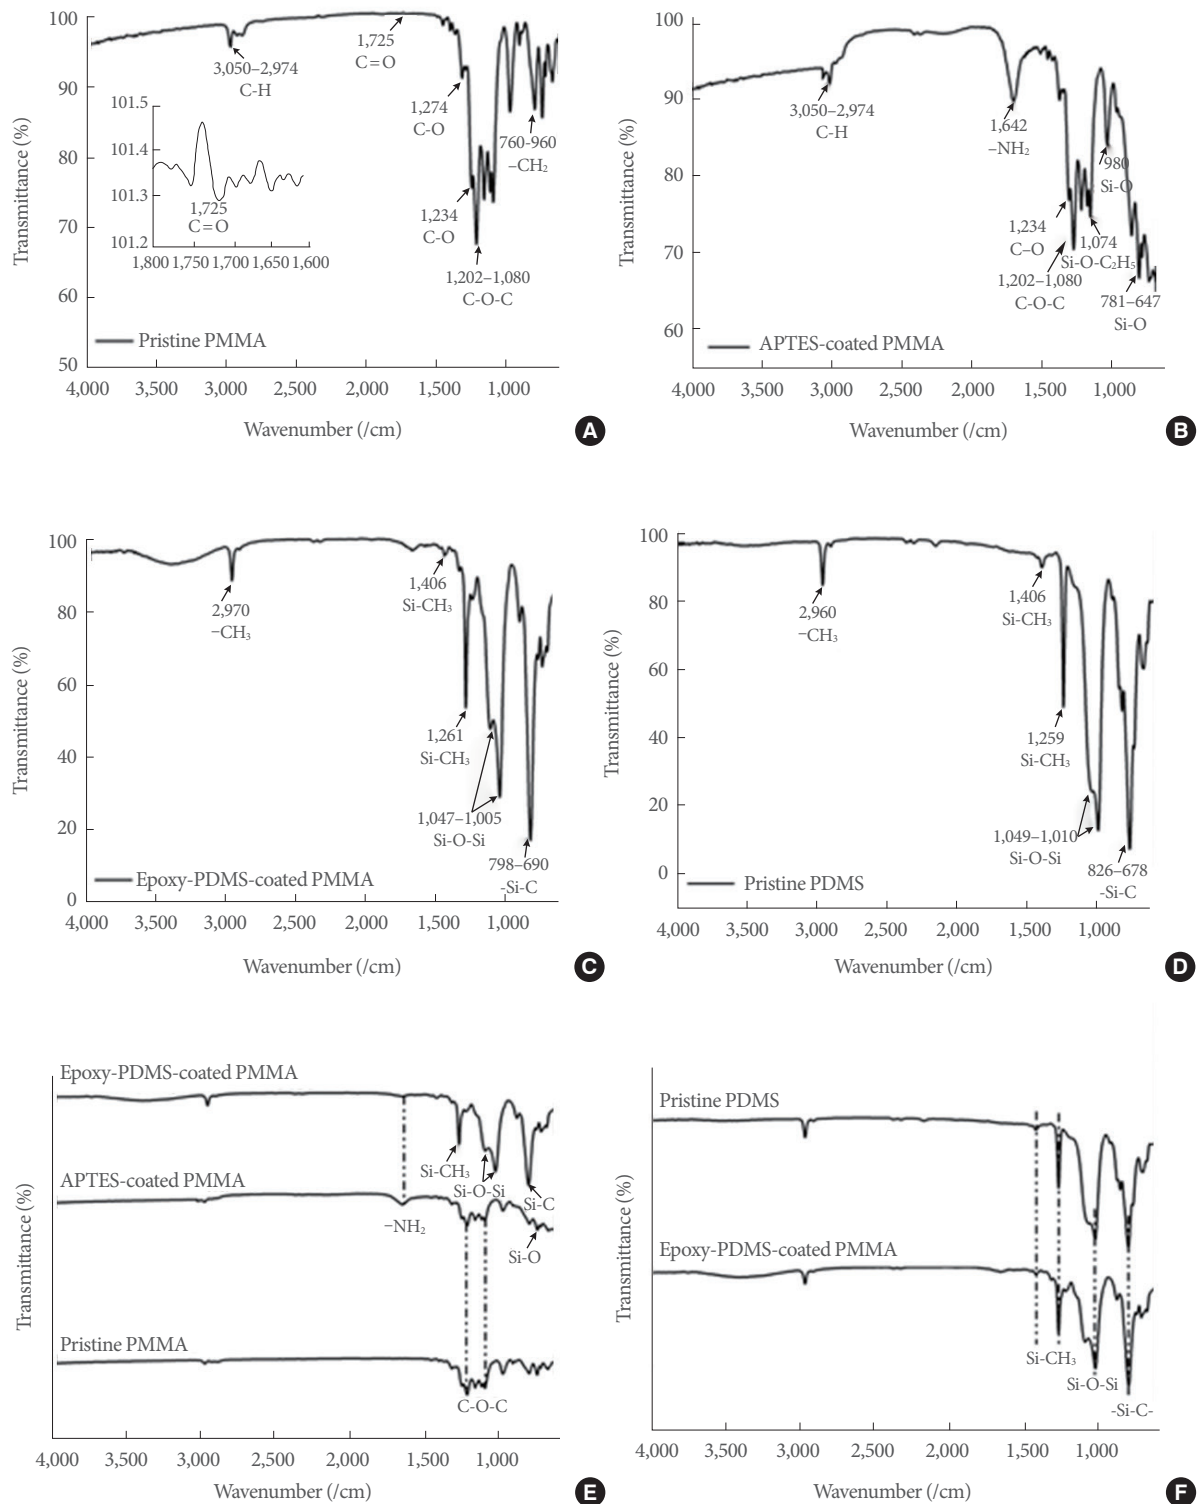 100
90
80
70
60
50
Transmittance (%)
3,050–2,974
C-H
1,725
C=O
1,274
C-O
760-960
–CH₂
1,234
C-O
1,202–1,080
C-O-C
101.5
101.4
101.3
101.2
1,725
C=O
1,800 1,750 1,700 1,650 1,600
Pristine PMMA
4,000 3,500 3,000 2,500 2,000 1,500 1,000
Wavenumber (/cm)
A
100
90
80
70
60
Transmittance (%)
3,050–2,974
C-H
1,642
–NH₂
980
Si-O
1,234
C–O
1,074
Si-O-C₂H₅
1,202–1,080
C-O-C
781–647
Si-O
APTES-coated PMMA
4,000 3,500 3,000 2,500 2,000 1,500 1,000
Wavenumber (/cm)
B
100
80
60
40
20
0
Transmittance (%)
2,970
–CH₃
1,406
Si-CH₃
1,261
Si-CH₃
1,047–1,005
Si-O-Si
798–690
-Si-C
Epoxy-PDMS-coated PMMA
4,000 3,500 3,000 2,500 2,000 1,500 1,000
Wavenumber (/cm)
C
100
80
60
40
20
0
Transmittance (%)
2,960
–CH₃
1,406
Si-CH₃
1,259
Si-CH₃
1,049–1,010
Si-O-Si
826–678
-Si-C
Pristine PDMS
4,000 3,500 3,000 2,500 2,000 1,500 1,000
Wavenumber (/cm)
D
Transmittance (%)
Epoxy-PDMS-coated PMMA
Si-CH₃
Si-O-Si
Si-C
APTES-coated PMMA
–NH₂
Si-O
Pristine PMMA
C-O-C
4,000 3,500 3,000 2,500 2,000 1,500 1,000
Wavenumber (/cm)
E
Transmittance (%)
Pristine PDMS
Epoxy-PDMS-coated PMMA
Si-CH₃
Si-O-Si
-Si-C-
4,000 3,500 3,000 2,500 2,000 1,500 1,000
Wavenumber (/cm)
F